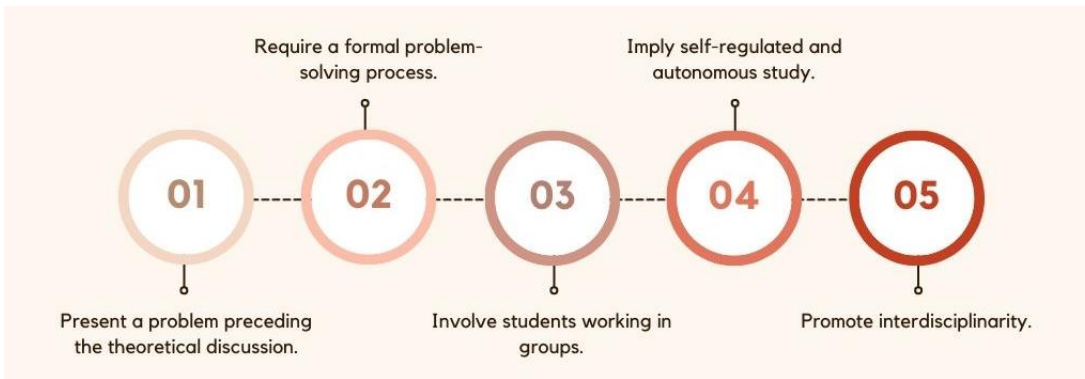 Require a formal problem-
solving process.
Imply self-regulated and
autonomous study.
01
02
03
04
05
Present a problem preceding
the theoretical discussion.
Involve students working in
groups.
Promote interdisciplinarity.